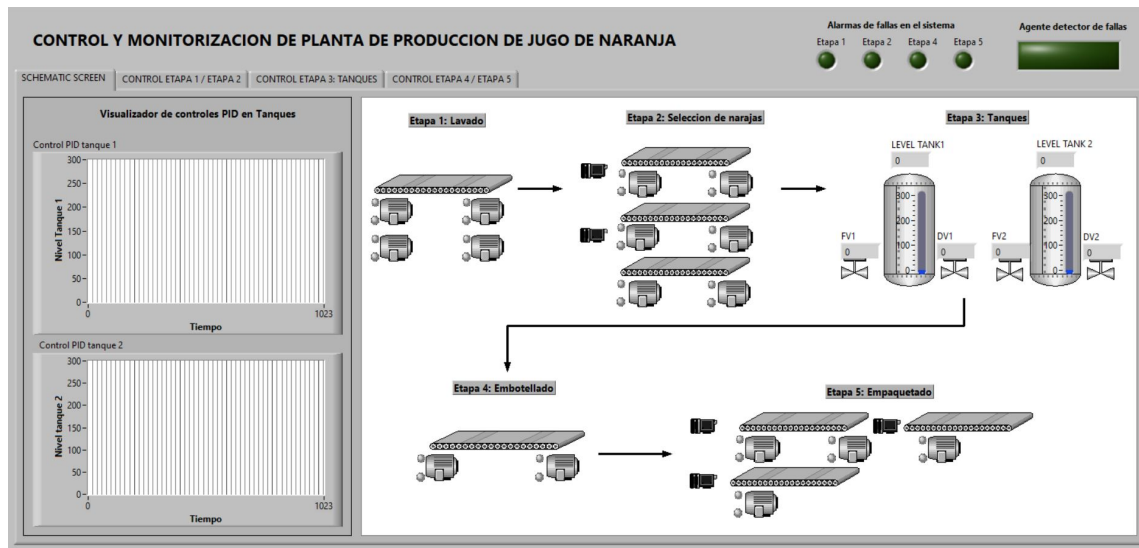 CONTROL Y MONITORIZACION DE PLANTA DE PRODUCCION DE JUGO DE NARANJA
Alarmas de fallas en el sistema
Etapa 1 Etapa 2 Etapa 4 Etapa 5
Agente detector de fallas
SCHEMATIC SCREEN CONTROL ETAPA 1 / ETAPA 2 CONTROL ETAPA 3: TANQUES CONTROL ETAPA 4 / ETAPA 5
Visualizador de controles PID en Tanques
Control PID tanque 1
300
250
200
150
100
50
0
Nivel Tanque 1
0 1023
Tiempo
Control PID tanque 2
300
250
200
150
100
50
0
Nivel tanque 2
0 1023
Tiempo
Etapa 1: Lavado
Etapa 2: Seleccion de narajas
Etapa 3: Tanques
LEVEL TANK1
0
300
200
100
0
FV1
0
DV1
0
LEVEL TANK 2
0
300
200
100
0
FV2
0
DV2
0
Etapa 4: Embotellado
Etapa 5: Empaquetado